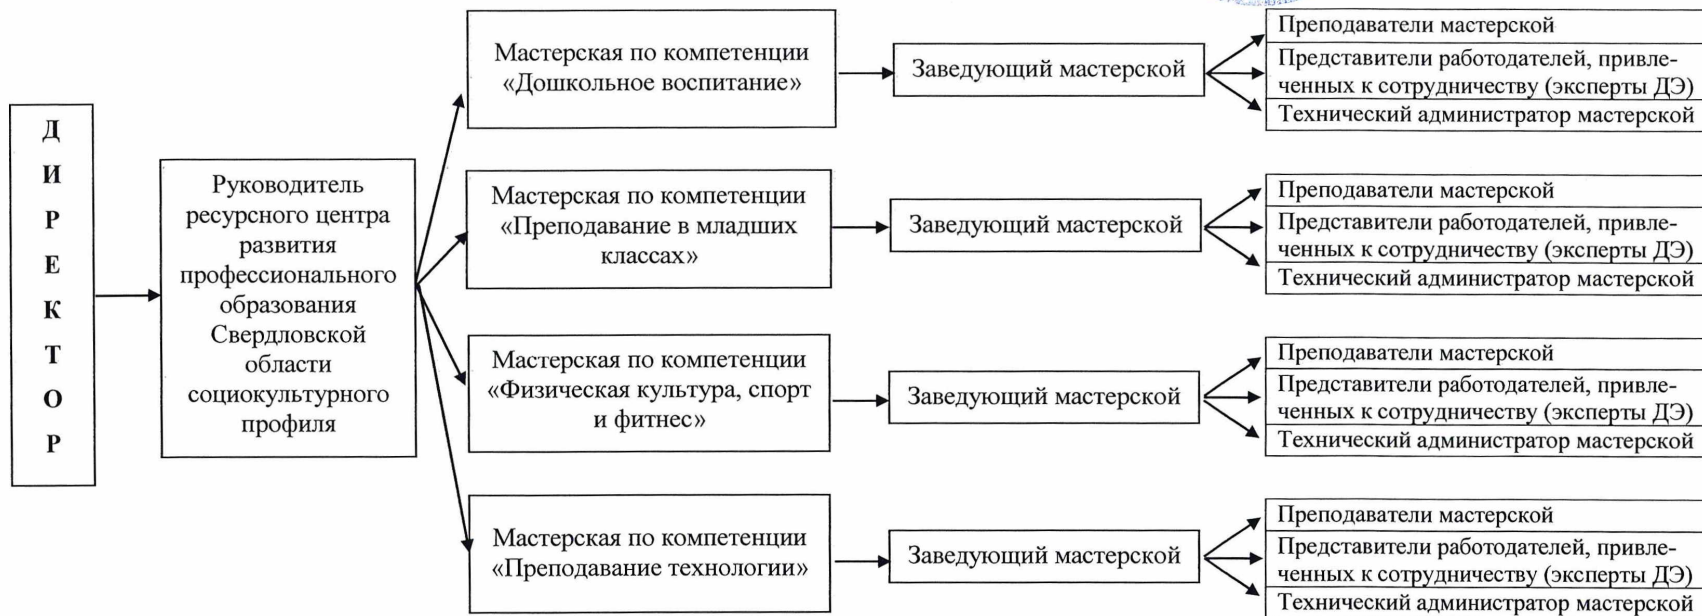 Д
И
Р
Е
К
Т
О
Р
Руководитель
ресурсного центра
развития
профессионального
образования
Свердловской
области
социокультурного
профиля
Мастерская по компетенции
«Дошкольное воспитание»
Заведующий мастерской
Преподаватели мастерской
Представители работодателей, привле-
ченных к сотрудничеству (эксперты ДЭ)
Технический администратор мастерской
Мастерская по компетенции
«Преподавание в младших
классах»
Заведующий мастерской
Преподаватели мастерской
Представители работодателей, привле-
ченных к сотрудничеству (эксперты ДЭ)
Технический администратор мастерской
Мастерская по компетенции
«Физическая культура, спорт
и фитнес»
Заведующий мастерской
Преподаватели мастерской
Представители работодателей, привле-
ченных к сотрудничеству (эксперты ДЭ)
Технический администратор мастерской
Мастерская по компетенции
«Преподавание технологии»
Заведующий мастерской
Преподаватели мастерской
Представители работодателей, привле-
ченных к сотрудничеству (эксперты ДЭ)
Технический администратор мастерской